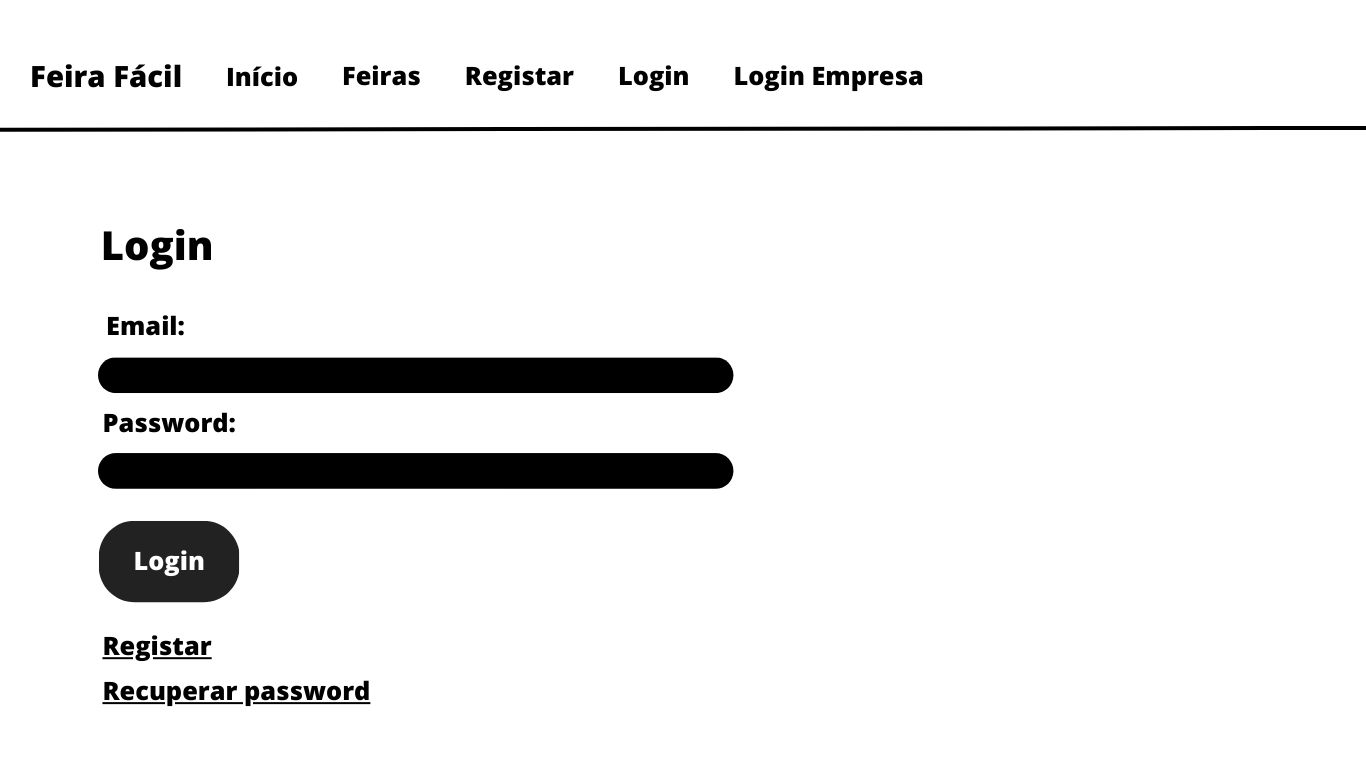 Feira Fácil Início Feiras Registar Login Login Empresa
Login
Email:
Password:
Login
Registar
Recuperar password